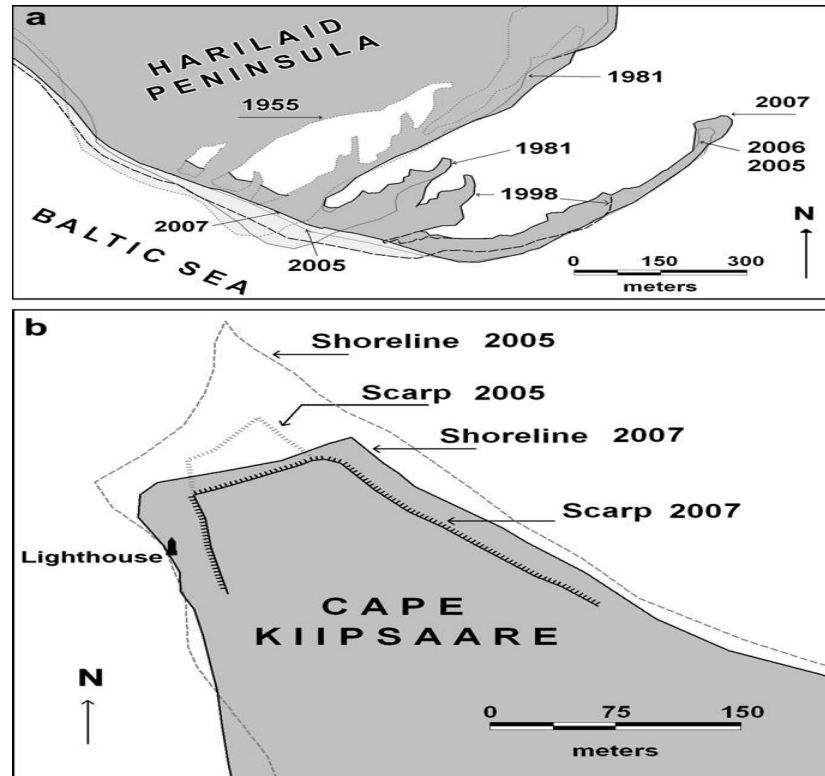 a
HARILAID
PENINSULA
1981
1955
2007
1981
2006
2005
1998
2007
2005
BALTIC SEA
N
0 150 300
meters
b
Shoreline 2005
Scarp 2005
Shoreline 2007
Scarp 2007
Lighthouse
CAPE
KIIPSAARE
N
0 75 150
meters